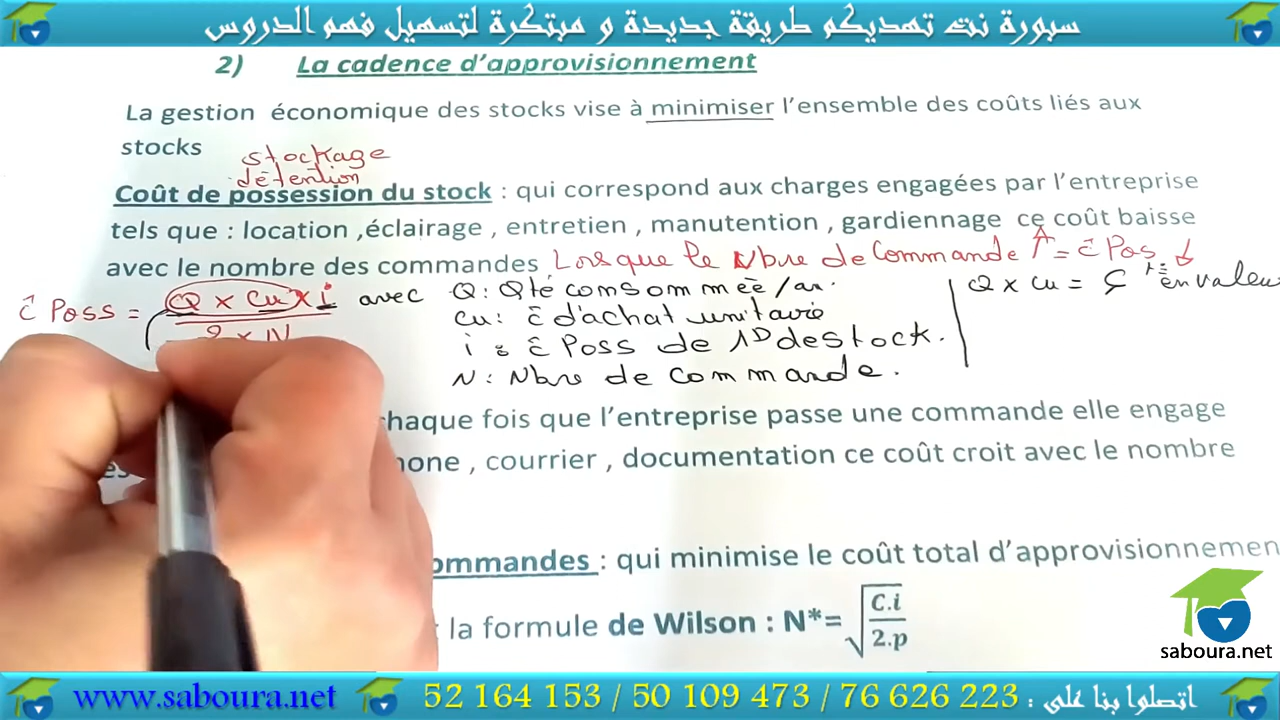 سبورة نت تهديكم طريقة جديدة و مبتكرة لتسهيل فهم الدروس
2) La cadence d'approvisionnement
La gestion économique des stocks vise à minimiser l'ensemble des coûts liés aux
stocks
stockage
détention
Coût de possession du stock : qui correspond aux charges engagées par l'entreprise
tels que : location ,éclairage , entretien , manutention , gardiennage ce coût baisse
avec le nombre des commandes . Lorsque le Nbre de Commande ↑ = č Pos ↓
č Poss = Q × Cu × i avec Q: Qté consommée /an.
Q × Cu = Ç en valeur
2 × N
Cu: č d'achat unitaire
i : č Poss de 1D de stock.
N : Nbre de commande.
haque fois que l'entreprise passe une commande elle engage
one , courrier , documentation ce coût croit avec le nombre
ommandes : qui minimise le coût total d'approvisionnemen
: la formule de Wilson : N*= √ C.i / 2.p
saboura.net
www.saboura.net
52 164 153 / 50 109 473 / 76 626 223 : اتصلوا بنا على